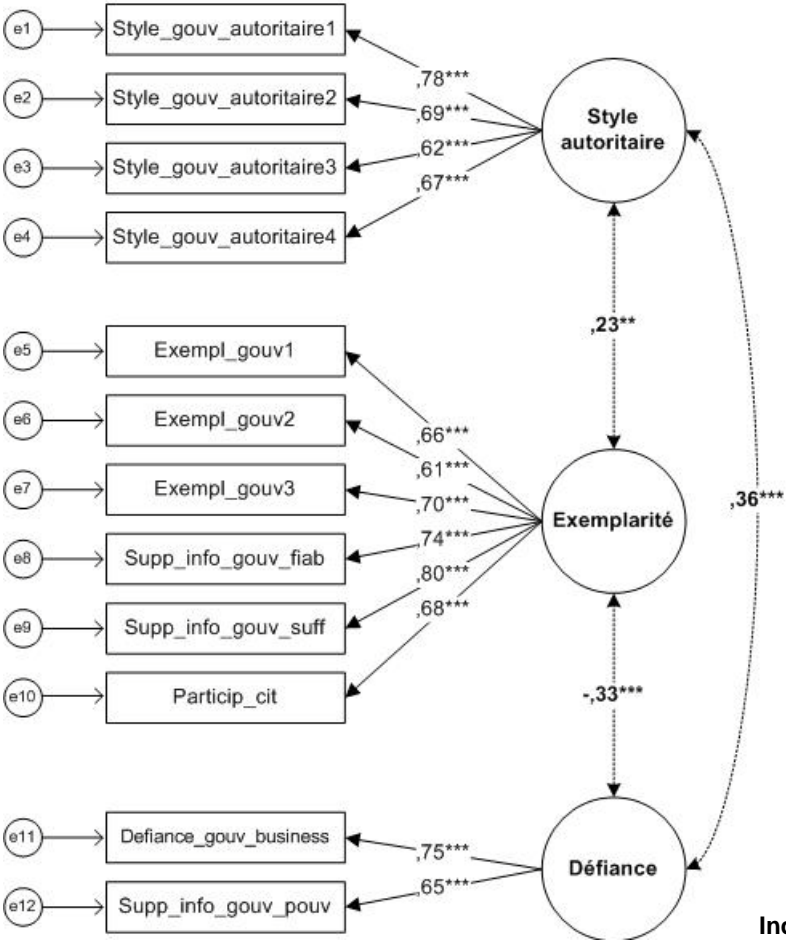 e1
Style_gouv_autoritaire1
,78***
e2
Style_gouv_autoritaire2
,69***
Style
autoritaire
e3
Style_gouv_autoritaire3
,62***
e4
Style_gouv_autoritaire4
,67***
,23**
e5
Exempl_gouv1
,66***
e6
Exempl_gouv2
,61***
e7
Exempl_gouv3
,70***
Exemplarité
,36***
e8
Supp_info_gouv_fiab
,74***
e9
Supp_info_gouv_suff
,80***
e10
Particip_cit
,68***
-,33***
e11
Defiance_gouv_business
,75***
Défiance
e12
Supp_info_gouv_pouv
,65***